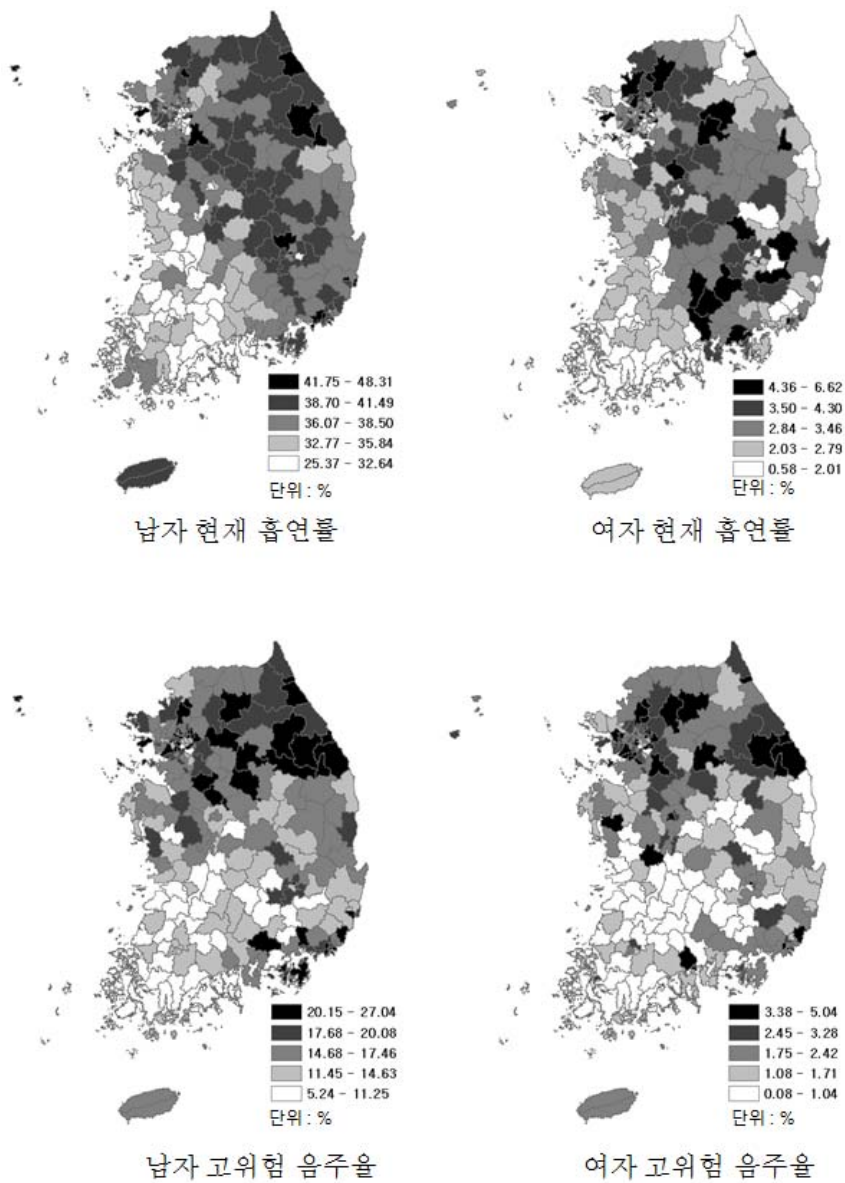 41.75 - 48.31
38.70 - 41.49
36.07 - 38.50
32.77 - 35.84
25.37 - 32.64
단위 : %
남자 현재 흡연률
4.36 - 6.62
3.50 - 4.30
2.84 - 3.46
2.03 - 2.79
0.58 - 2.01
단위 : %
여자 현재 흡연률
20.15 - 27.04
17.68 - 20.08
14.68 - 17.46
11.45 - 14.63
5.24 - 11.25
단위 : %
남자 고위험 음주율
3.38 - 5.04
2.45 - 3.28
1.75 - 2.42
1.08 - 1.71
0.08 - 1.04
단위 : %
여자 고위험 음주율